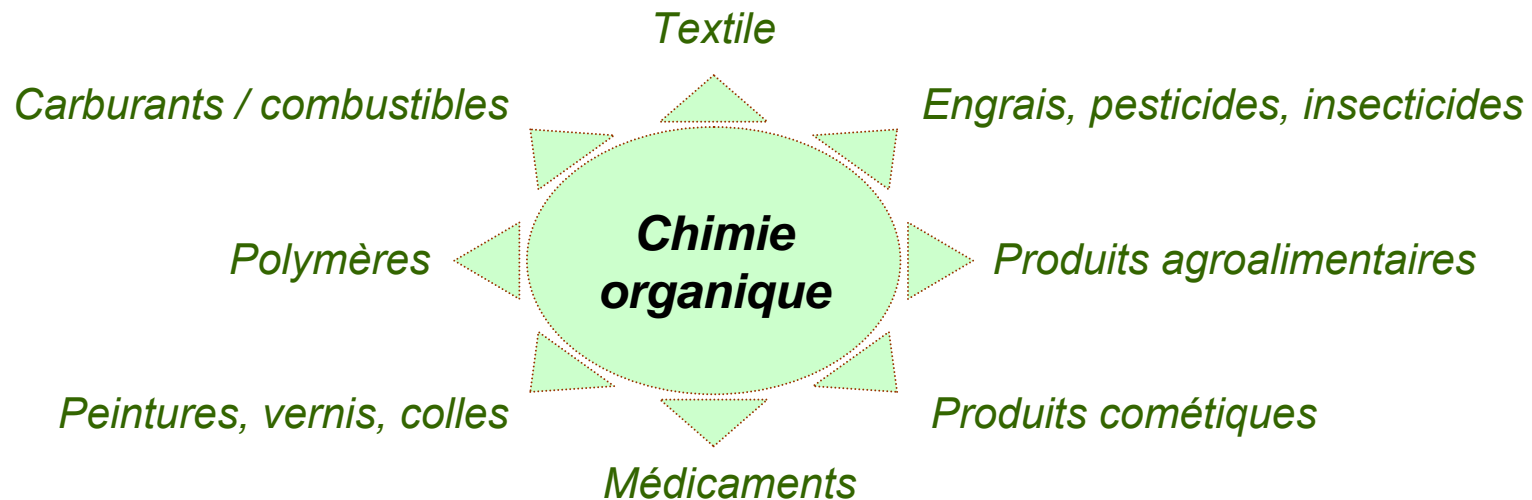 Textile
Carburants / combustibles
Engrais, pesticides, insecticides
Chimie
organique
Polymères
Produits agroalimentaires
Peintures, vernis, colles
Produits cométiques
Médicaments